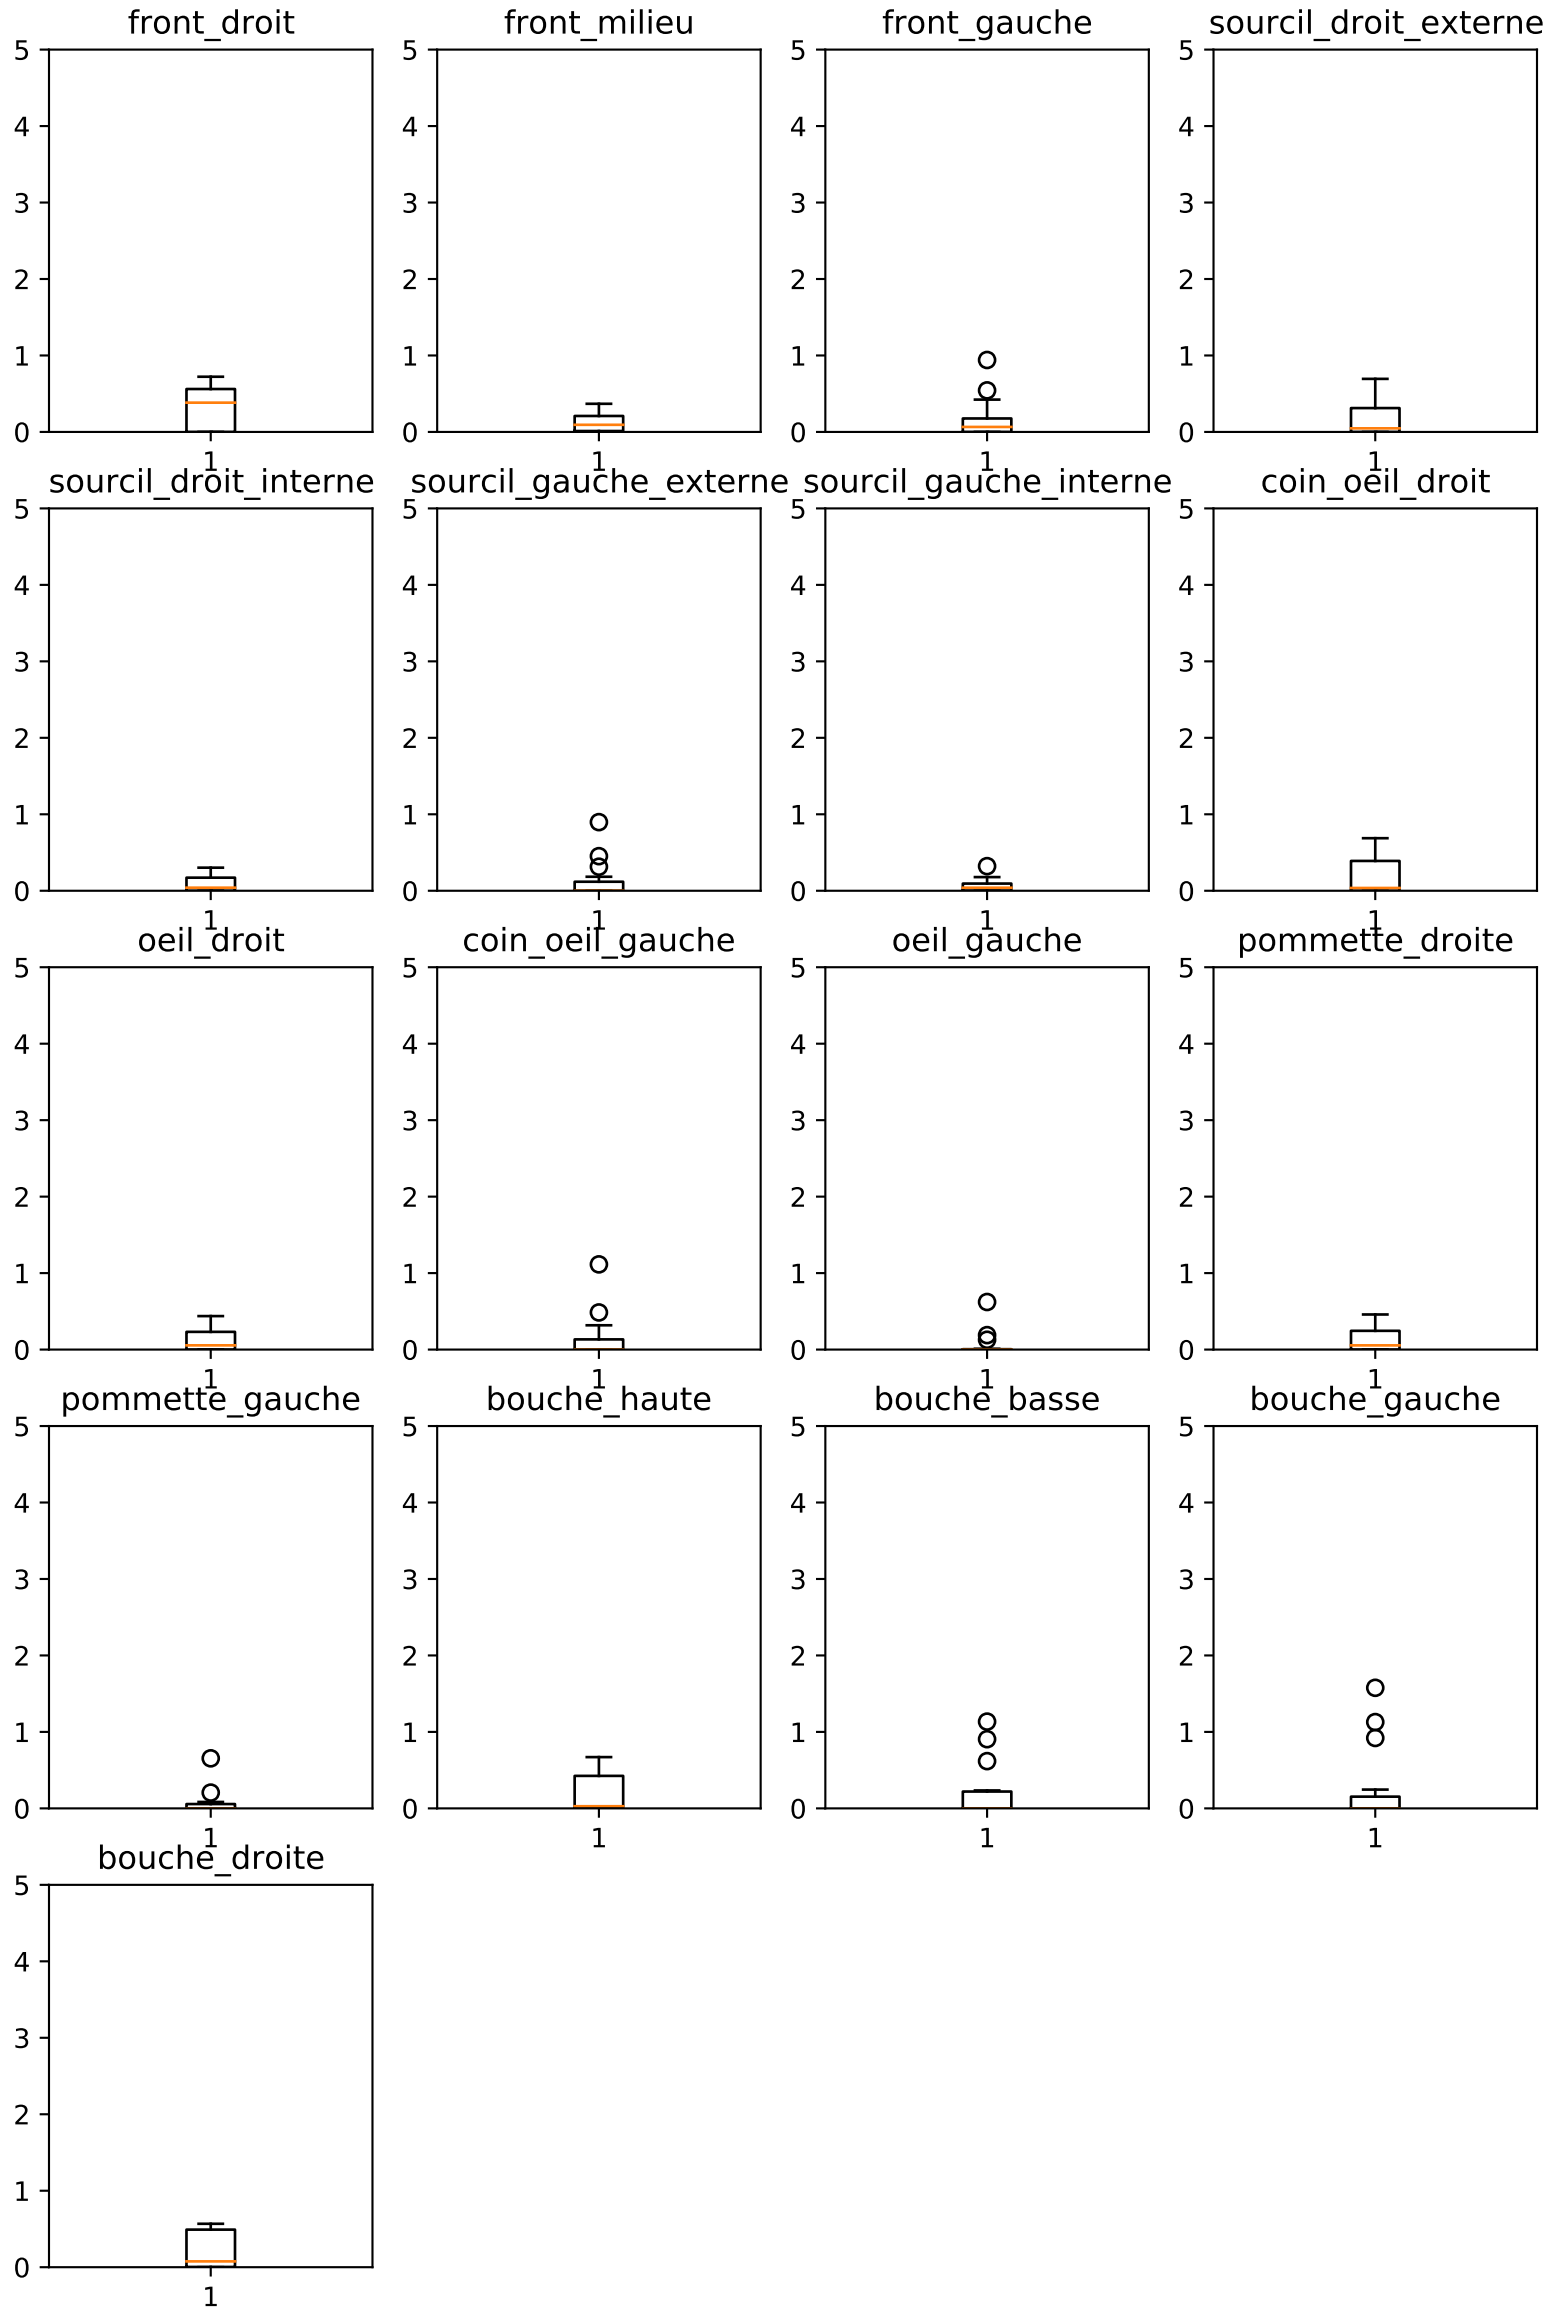 front_droit front_milieu front_gauche sourcil_droit_externe
5 5 5 5
4 4 4 4
3 3 3 3
2 2 2 2
1 1 1 1
0 0 0 0
1 1 1 1
sourcil_droit_interne sourcil_gauche_externe sourcil_gauche_interne coin_oeil_droit
5 5 5 5
4 4 4 4
3 3 3 3
2 2 2 2
1 1 1 1
0 0 0 0
1 1 1 1
oeil_droit coin_oeil_gauche oeil_gauche pommette_droite
5 5 5 5
4 4 4 4
3 3 3 3
2 2 2 2
1 1 1 1
0 0 0 0
1 1 1 1
pommette_gauche bouche_haute bouche_basse bouche_gauche
5 5 5 5
4 4 4 4
3 3 3 3
2 2 2 2
1 1 1 1
0 0 0 0
1 1 1 1
bouche_droite
5
4
3
2
1
0
1